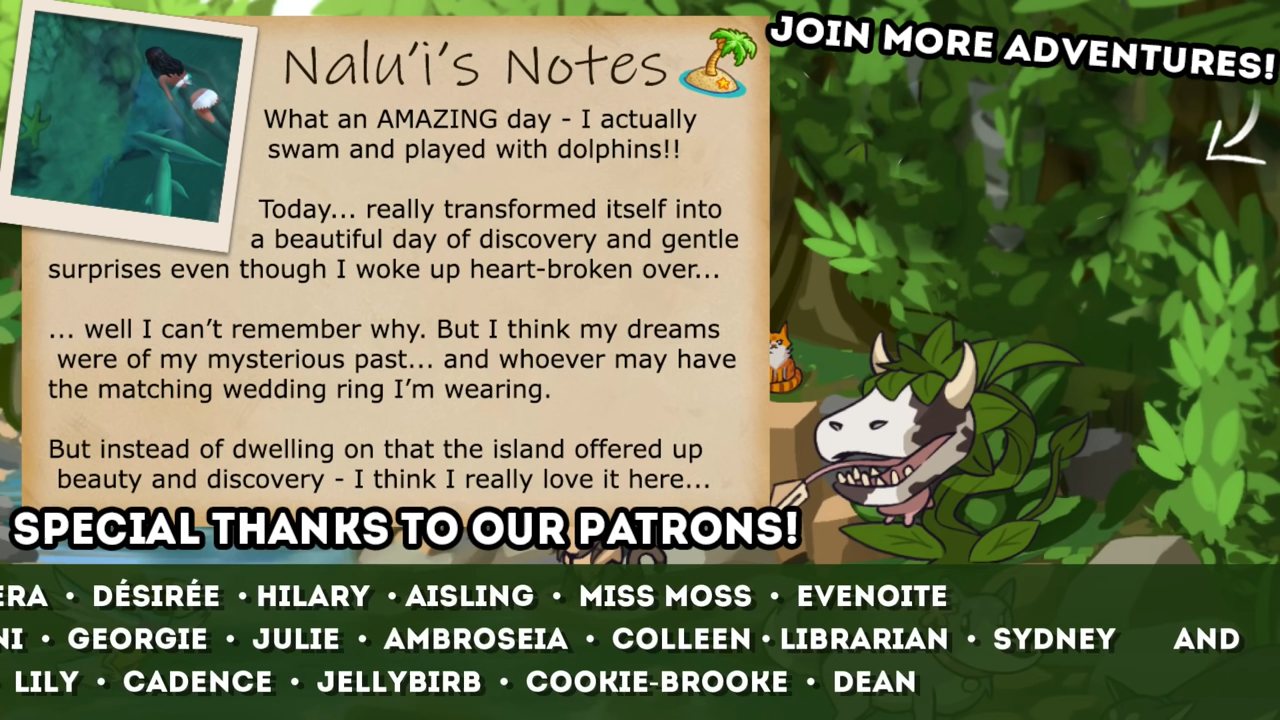 Nalu’i’s Notes
JOIN MORE ADVENTURES!
What an AMAZING day - I actually
swam and played with dolphins!!
Today... really transformed itself into
a beautiful day of discovery and gentle
surprises even though I woke up heart-broken over...
... well I can’t remember why. But I think my dreams
were of my mysterious past... and whoever may have
the matching wedding ring I’m wearing.
But instead of dwelling on that the island offered up
beauty and discovery - I think I really love it here...
SPECIAL THANKS TO OUR PATRONS!
ERA • DÉSIRÉE • HILARY • AISLING • MISS MOSS • EVENOITE
NI • GEORGIE • JULIE • AMBROSEIA • COLLEEN • LIBRARIAN • SYDNEY AND
LILY • CADENCE • JELLYBIRB • COOKIE-BROOKE • DEAN